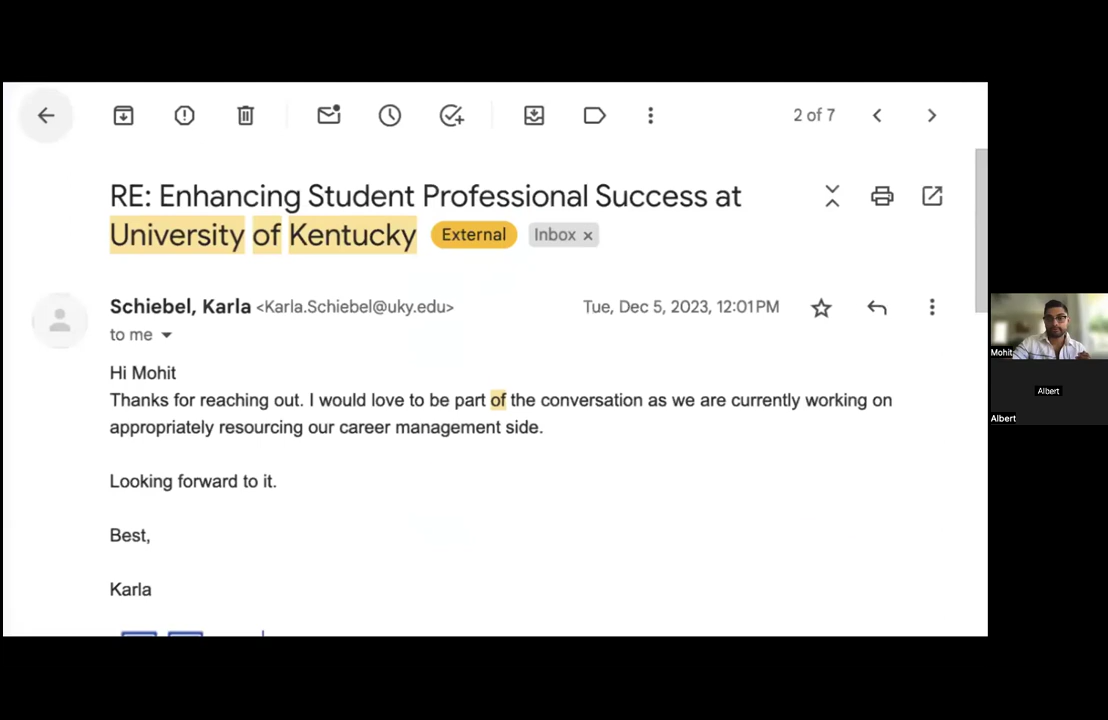 2 of 7
RE: Enhancing Student Professional Success at
University of Kentucky External Inbox ×
Schiebel, Karla <Karla.Schiebel@uky.edu> Tue, Dec 5, 2023, 12:01 PM
to me
Hi Mohit
Thanks for reaching out. I would love to be part of the conversation as we are currently working on
appropriately resourcing our career management side.
Looking forward to it.
Best,
Karla
Mohit
Albert
Albert